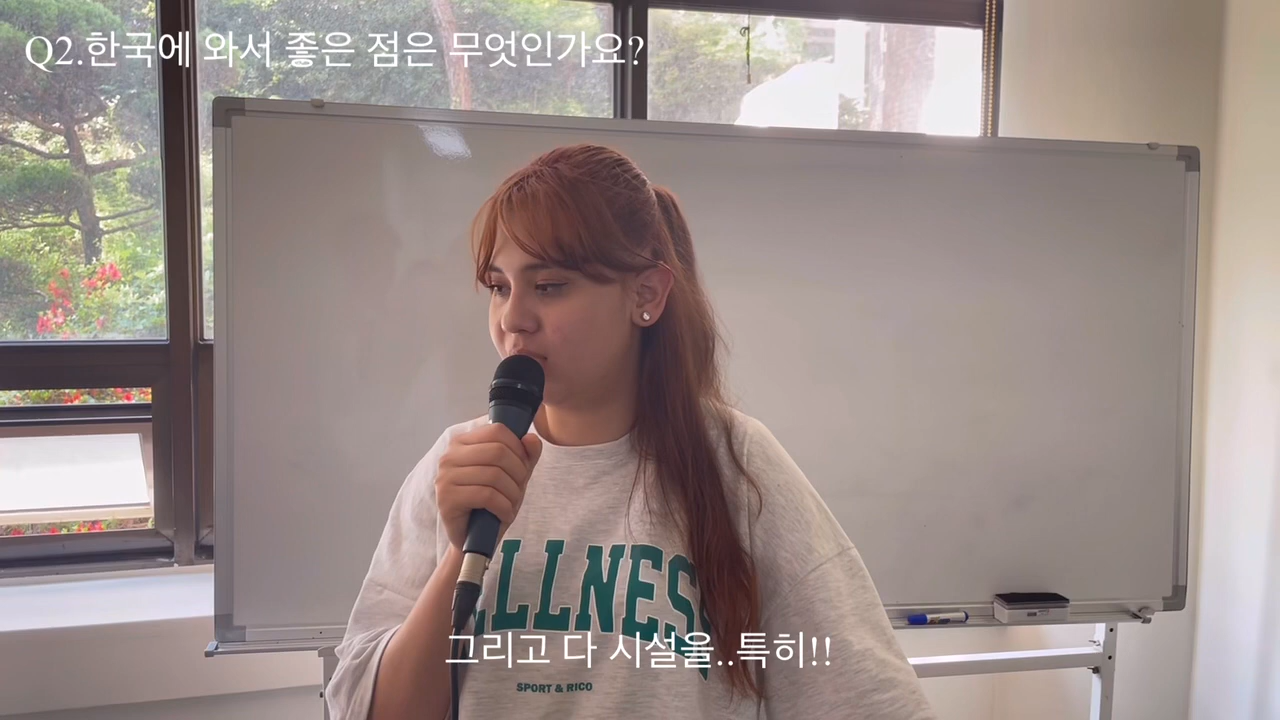 Q2.한국에 와서 좋은 점은 무엇인가요?
ELLNESS
그리고 다 시설을..특히!!
SPORT & RICO